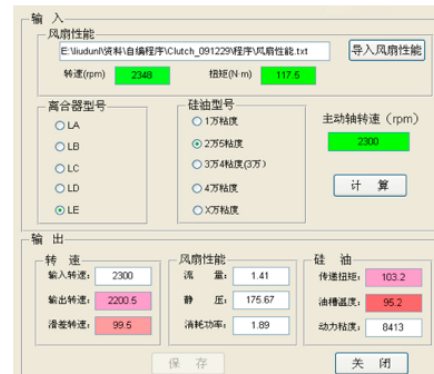 输 入
风扇性能
E:\liudunl\资料\自编程序\Clutch_091229\程序\风扇性能.txt
导入风扇性能
转速(rpm) 2348 扭矩(N·m) 117.5
离合器型号
LA
LB
LC
LD
LE
硅油型号
1万粘度
2万5粘度
3万4粘度(3万)
4万粘度
X万粘度
主动轴转速（rpm）
2300
计 算
输 出
转 速
输入转速: 2300
输出转速: 2200.5
滑差转速: 99.5
风扇性能
流 量: 1.41
静 压: 175.67
消耗功率: 1.89
硅 油
传递扭矩: 103.2
油槽温度: 95.2
动力粘度: 8413
保 存
关 闭